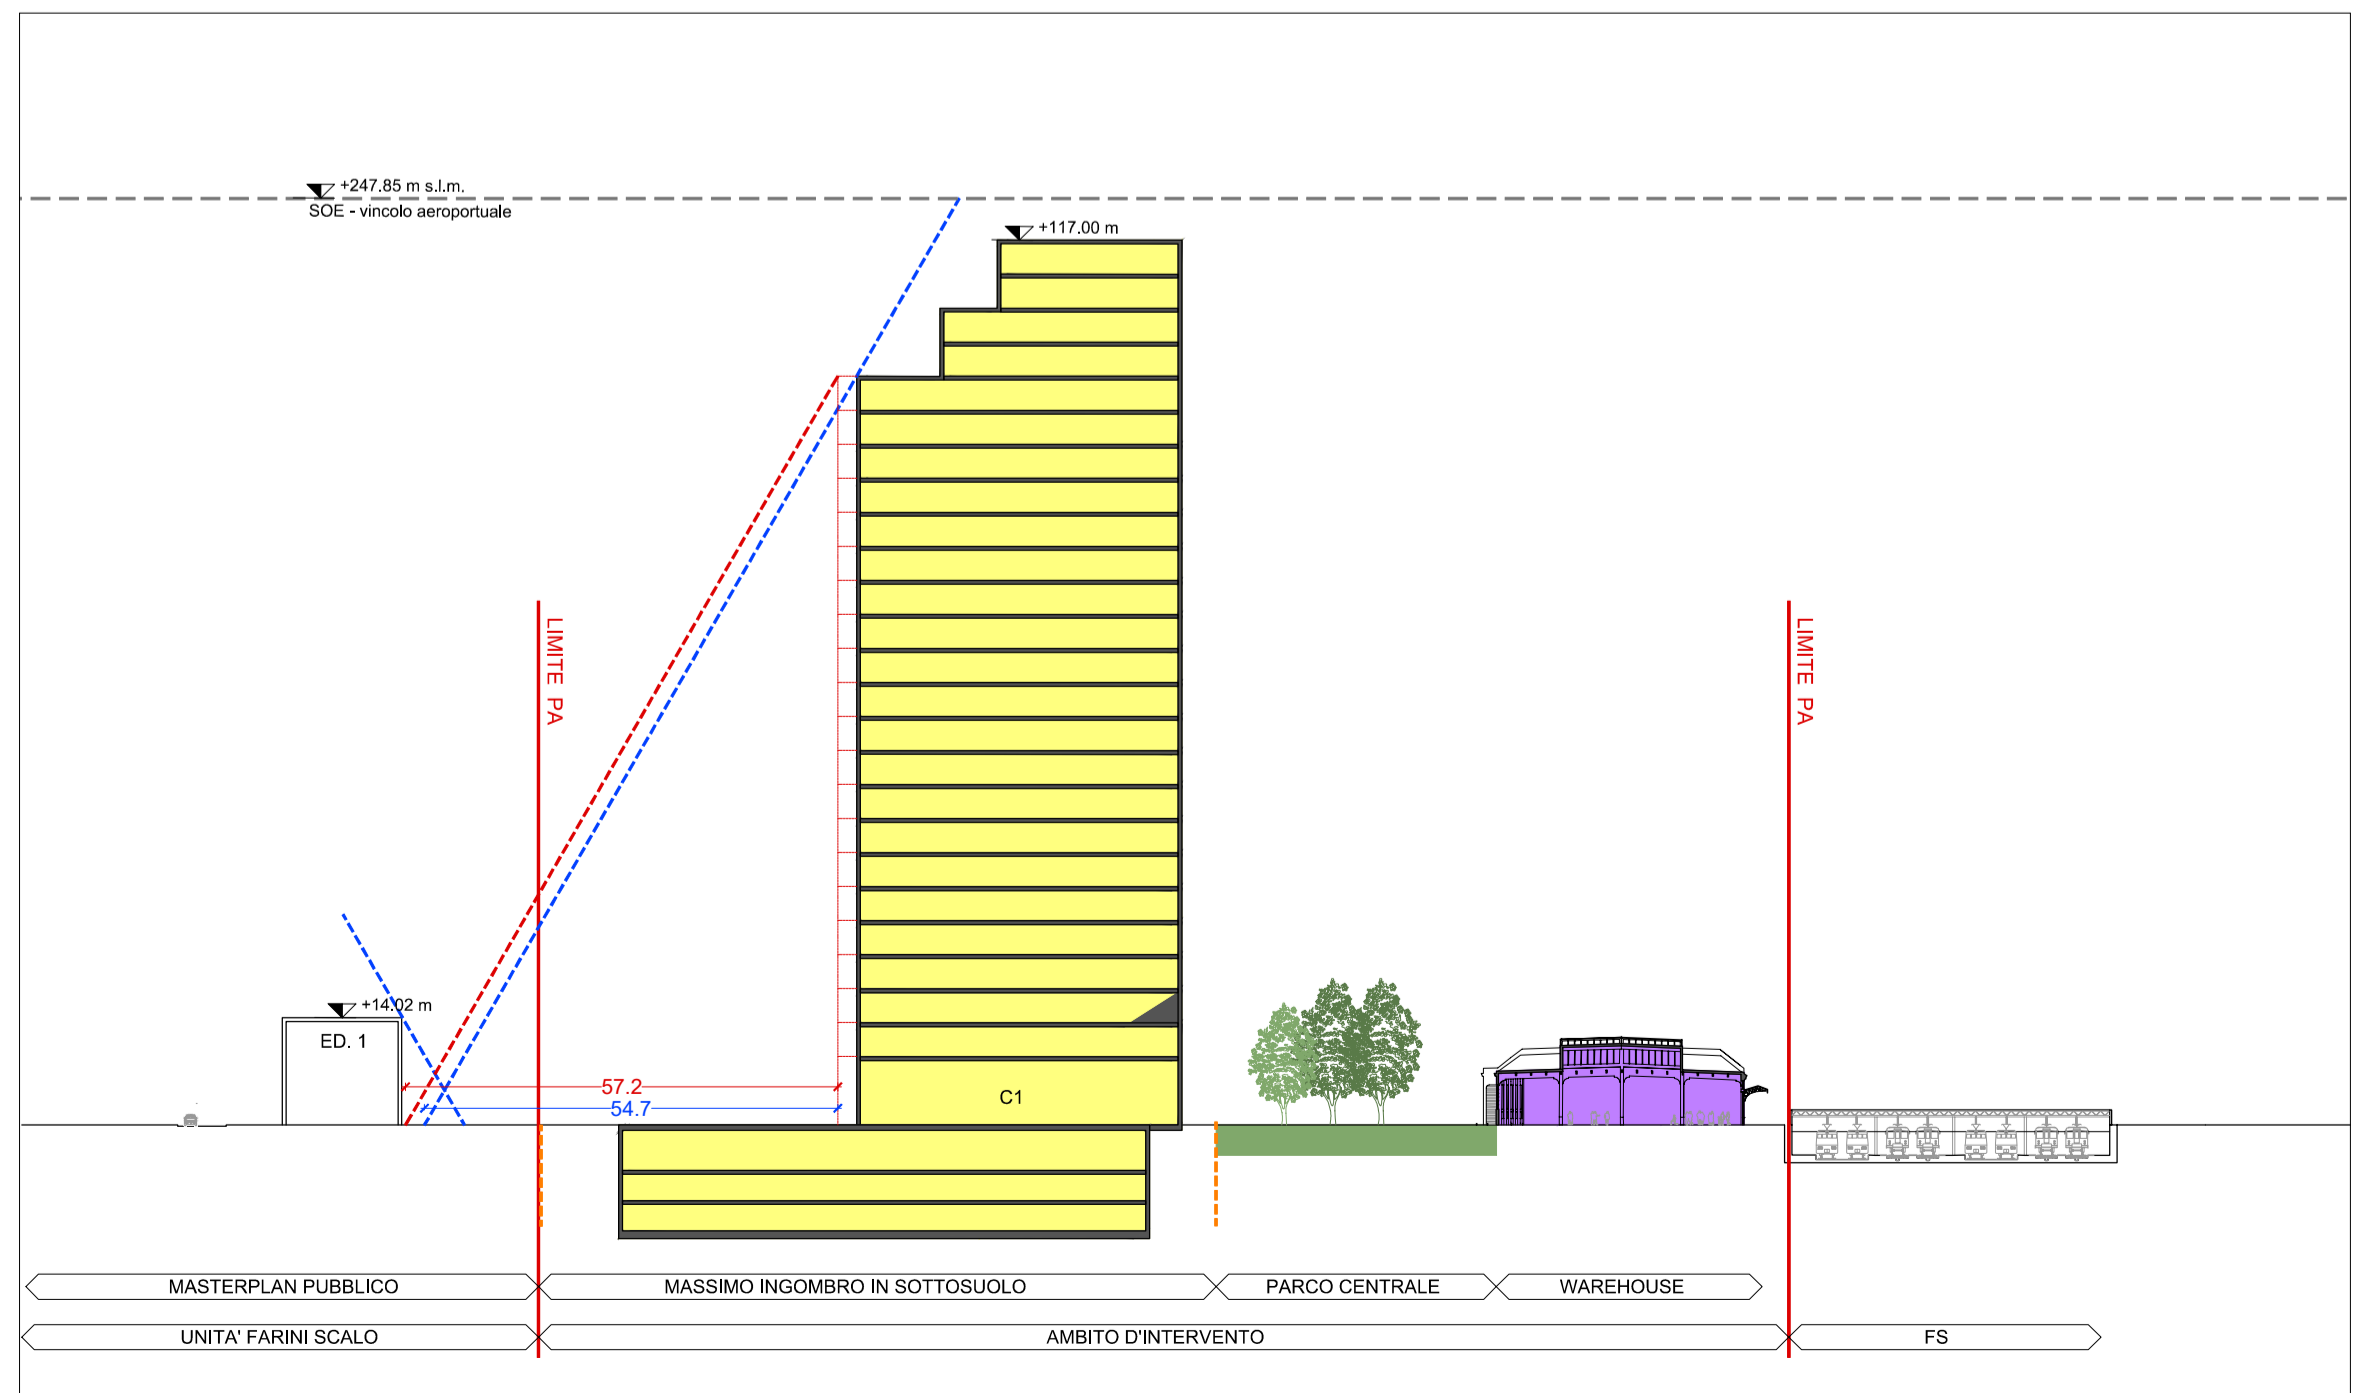 +247.85 m s.l.m.
SOE - vincolo aeroportuale
+117.00 m
LIMITE PA
LIMITE PA
+14.02 m
ED. 1
57.2
54.7
C1
MASTERPLAN PUBBLICO
MASSIMO INGOMBRO IN SOTTOSUOLO
PARCO CENTRALE
WAREHOUSE
UNITA' FARINI SCALO
AMBITO D'INTERVENTO
FS